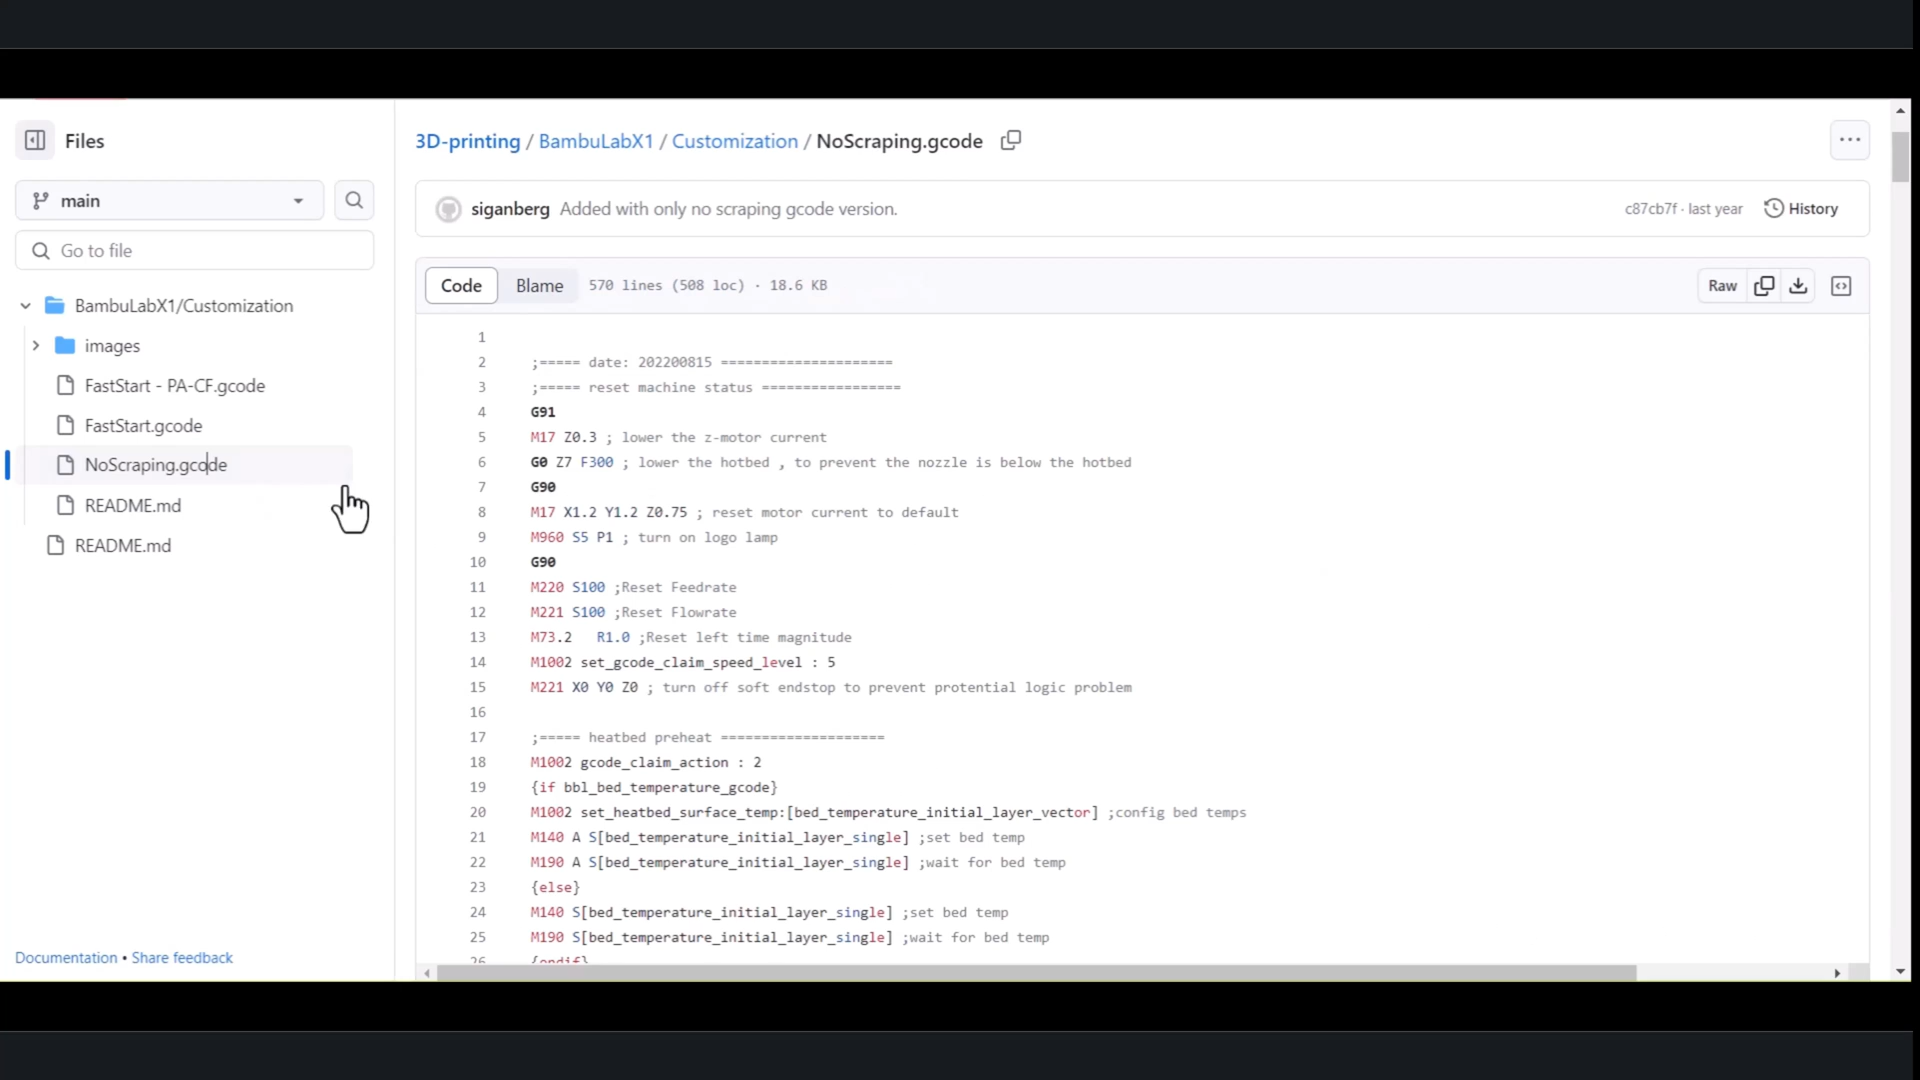 Files
main
Go to file
BambuLabX1/Customization
images
FastStart - PA-CF.gcode
FastStart.gcode
NoScraping.gcode
README.md
README.md
Documentation • Share feedback
3D-printing / BambuLabX1 / Customization / NoScraping.gcode
siganberg Added with only no scraping gcode version.
c87cb7f · last year History
Code Blame 570 lines (508 loc) · 18.6 KB
Raw
1
2 ;===== date: 202200815 =====================
3 ;===== reset machine status =================
4 G91
5 M17 Z0.3 ; lower the z-motor current
6 G0 Z7 F300 ; lower the hotbed , to prevent the nozzle is below the hotbed
7 G90
8 M17 X1.2 Y1.2 Z0.75 ; reset motor current to default
9 M960 S5 P1 ; turn on logo lamp
10 G90
11 M220 S100 ;Reset Feedrate
12 M221 S100 ;Reset Flowrate
13 M73.2   R1.0 ;Reset left time magnitude
14 M1002 set_gcode_claim_speed_level : 5
15 M221 X0 Y0 Z0 ; turn off soft endstop to prevent protential logic problem
16
17 ;===== heatbed preheat ====================
18 M1002 gcode_claim_action : 2
19 {if bbl_bed_temperature_gcode}
20 M1002 set_heatbed_surface_temp:[bed_temperature_initial_layer_vector] ;config bed temps
21 M140 A S[bed_temperature_initial_layer_single] ;set bed temp
22 M190 A S[bed_temperature_initial_layer_single] ;wait for bed temp
23 {else}
24 M140 S[bed_temperature_initial_layer_single] ;set bed temp
25 M190 S[bed_temperature_initial_layer_single] ;wait for bed temp
26 {endif}